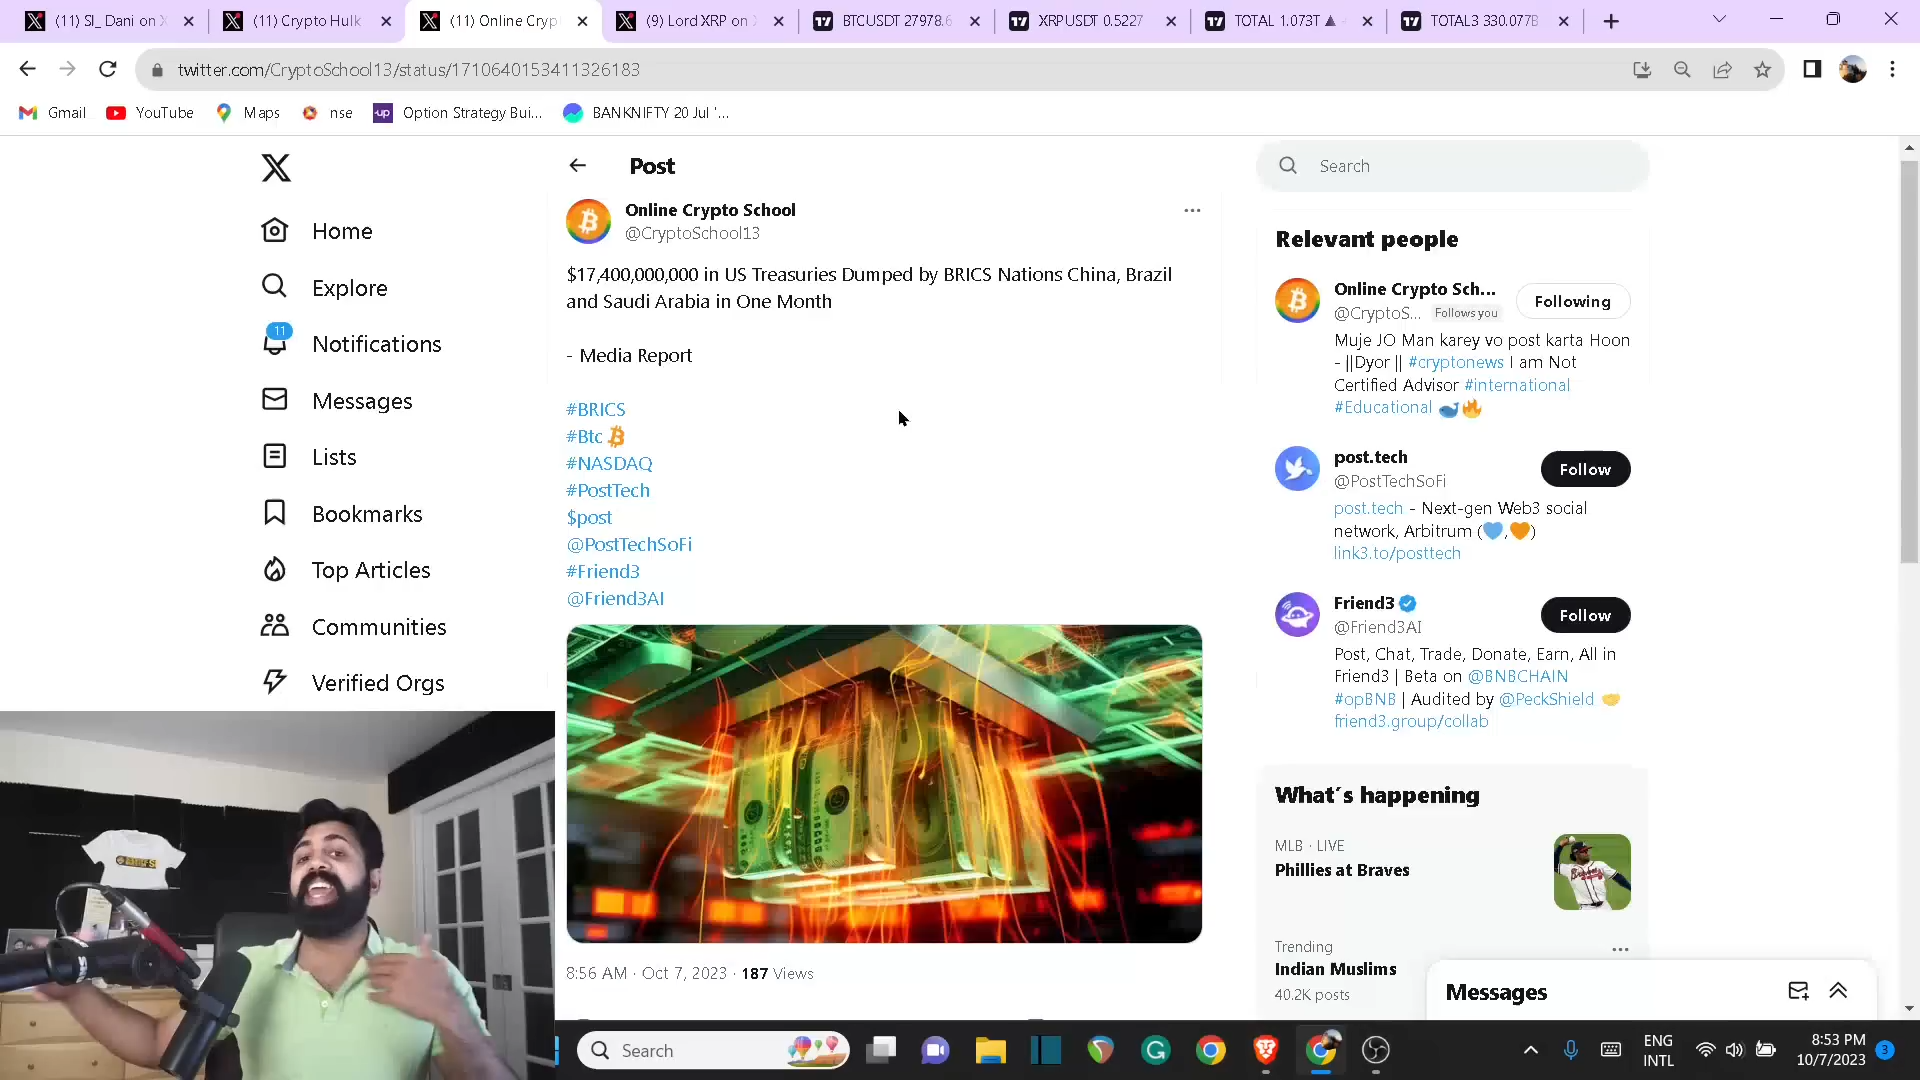 (11) SI_ Dani on X
(11) Crypto Hulk
(11) Online Cryp
(9) Lord XRP on X
BTCUSDT 27978.6
XRPUSDT 0.5227
TOTAL 1.073T ▲
TOTAL3 330.077B
twitter.com/CryptoSchool13/status/1710640153411326183
Gmail
YouTube
Maps
nse
Option Strategy Bui...
BANKNIFTY 20 Jul '...
Home
Explore
11
Notifications
Messages
Lists
Bookmarks
Top Articles
Communities
Verified Orgs
Post
Online Crypto School
@CryptoSchool13
$17,400,000,000 in US Treasuries Dumped by BRICS Nations China, Brazil
and Saudi Arabia in One Month
- Media Report
#BRICS
#Btc
#NASDAQ
#PostTech
$post
@PostTechSoFi
#Friend3
@Friend3AI
8:56 AM · Oct 7, 2023 · 187 Views
Search
Relevant people
Online Crypto Sch...
Following
@CryptoS... Follows you
Muje JO Man karey vo post karta Hoon
- ||Dyor || #cryptonews I am Not
Certified Advisor #international
#Educational 🐋🔥
post.tech
Follow
@PostTechSoFi
post.tech - Next-gen Web3 social
network, Arbitrum (💙,🧡)
link3.to/posttech
Friend3
Follow
@Friend3AI
Post, Chat, Trade, Donate, Earn, All in
Friend3 | Beta on @BNBCHAIN
#opBNB | Audited by @PeckShield 🤝
friend3.group/collab
What's happening
MLB · LIVE
Phillies at Braves
Trending
Indian Muslims
40.2K posts
Messages
Search
ENG
INTL
8:53 PM
10/7/2023
3